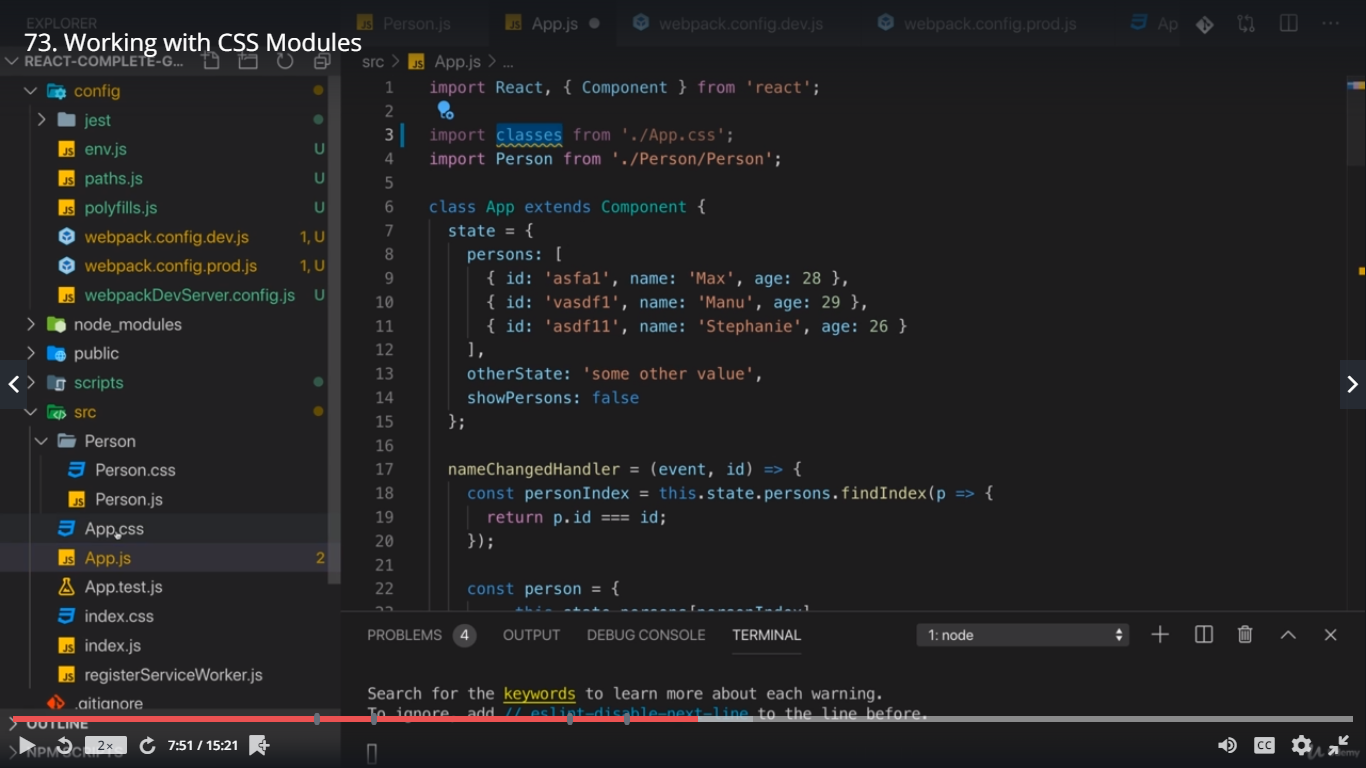 EXPLORER
Person.js
App.js
webpack.config.dev.js
webpack.config.prod.js
Ap
73. Working with CSS Modules
REACT-COMPLETE-G...
src > App.js > ...
config
jest
env.js U
paths.js U
polyfills.js U
webpack.config.dev.js 1, U
webpack.config.prod.js 1, U
webpackDevServer.config.js U
node_modules
public
scripts
src
Person
Person.css
Person.js
App.css
App.js 2
App.test.js
index.css
index.js
registerServiceWorker.js
.gitignore
OUTLINE
NPM SCRIPTS
1 import React, { Component } from 'react';
2
3 import classes from './App.css';
4 import Person from './Person/Person';
5
6 class App extends Component {
7 state = {
8 persons: [
9 { id: 'asfa1', name: 'Max', age: 28 },
10 { id: 'vasdf1', name: 'Manu', age: 29 },
11 { id: 'asdf11', name: 'Stephanie', age: 26 }
12 ],
13 otherState: 'some other value',
14 showPersons: false
15 };
16
17 nameChangedHandler = (event, id) => {
18 const personIndex = this.state.persons.findIndex(p => {
19 return p.id === id;
20 });
21
22 const person = {
23 ...this.state.persons[personIndex]
PROBLEMS 4 OUTPUT DEBUG CONSOLE TERMINAL 1: node
Search for the keywords to learn more about each warning.
To ignore, add // eslint-disable-next-line to the line before.
2x 7:51 / 15:21 CC
Udemy